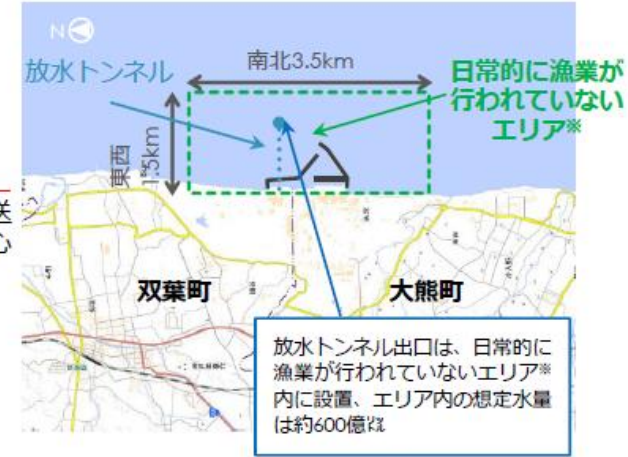 N
南北3.5km
放水トンネル
日常的に漁業が
行われていない
エリア※
東西
1.5km
送
心
双葉町
大熊町
放水トンネル出口は、日常的に
漁業が行われていないエリア※
内に設置、エリア内の想定水量
は約600億㍑